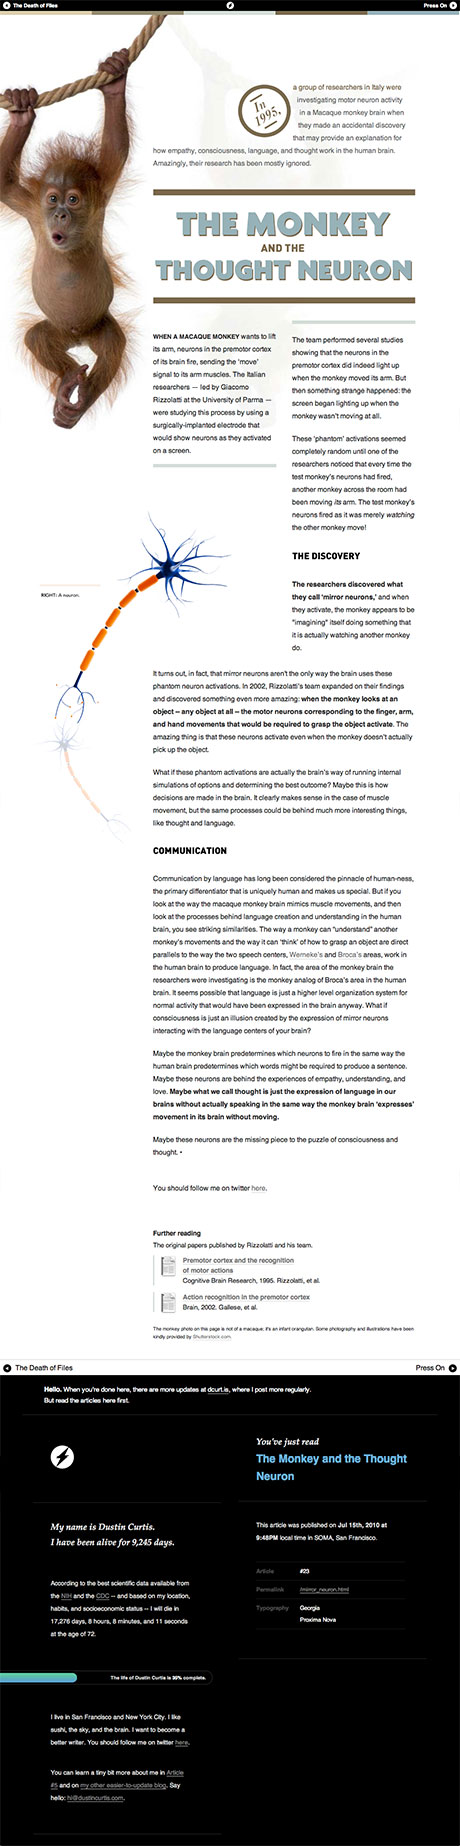 The Death of Files
Press On
In 1995,
a group of researchers in Italy were
investigating motor neuron activity
in a Macaque monkey brain when
they made an accidental discovery
that may provide an explanation for
how empathy, consciousness, language, and thought work in the human brain.
Amazingly, their research has been mostly ignored.
THE MONKEY
AND THE
THOUGHT NEURON
WHEN A MACAQUE MONKEY wants to lift
its arm, neurons in the premotor cortex
of its brain fire, sending the 'move'
signal to its arm muscles. The Italian
researchers — led by Giacomo
Rizzolatti at the University of Parma —
were studying this process by using a
surgically-implanted electrode that
would show neurons as they activated
on a screen.
The team performed several studies
showing that the neurons in the
premotor cortex did indeed light up
when the monkey moved its arm. But
then something strange happened: the
screen began lighting up when the
monkey wasn't moving at all.
These 'phantom' activations seemed
completely random until one of the
researchers noticed that every time the
test monkey's neurons had fired,
another monkey across the room had
been moving its arm. The test monkey's
neurons fired as it was merely watching
the other monkey move!
THE DISCOVERY
RIGHT: A neuron.
The researchers discovered what
they call 'mirror neurons,' and when
they activate, the monkey appears to be
"imagining" itself doing something that
it is actually watching another monkey
do.
It turns out, in fact, that mirror neurons aren't the only way the brain uses these
phantom neuron activations. In 2002, Rizzolatti's team expanded on their findings
and discovered something even more amazing: when the monkey looks at an
object – any object at all – the motor neurons corresponding to the finger, arm,
and hand movements that would be required to grasp the object activate. The
amazing thing is that these neurons activate even when the monkey doesn't actually
pick up the object.
What if these phantom activations are actually the brain's way of running internal
simulations of options and determining the best outcome? Maybe this is how
decisions are made in the brain. It clearly makes sense in the case of muscle
movement, but the same processes could be behind much more interesting things,
like thought and language.
COMMUNICATION
Communication by language has long been considered the pinnacle of human-ness,
the primary differentiator that is uniquely human and makes us special. But if you
look at the way the macaque monkey brain mimics muscle movements, and then
look at the processes behind language creation and understanding in the human
brain, you see striking similarities. The way a monkey can "understand" another
monkey's movements and the way it can 'think' of how to grasp an object are direct
parallels to the way the two speech centers, Werneke's and Broca's areas, work in
the human brain to produce language. In fact, the area of the monkey brain the
researchers were investigating is the monkey analog of Broca's area in the human
brain. It seems possible that language is just a higher level organization system for
normal activity that would have been expressed in the brain anyway. What if
consciousness is just an illusion created by the expression of mirror neurons
interacting with the language centers of your brain?
Maybe the monkey brain predetermines which neurons to fire in the same way the
human brain predetermines which words might be required to produce a sentence.
Maybe these neurons are behind the experiences of empathy, understanding, and
love. Maybe what we call thought is just the expression of language in our
brains without actually speaking in the same way the monkey brain 'expresses'
movement in its brain without moving.
Maybe these neurons are the missing piece to the puzzle of consciousness and
thought. •
You should follow me on twitter here.
Further reading
The original papers published by Rizzolatti and his team.
Premotor cortex and the recognition
of motor actions
Cognitive Brain Research, 1995. Rizzolatti, et al.
Action recognition in the premotor cortex
Brain, 2002. Gallese, et al.
The monkey photo on this page is not of a macaque; it's an infant orangutan. Some photography and illustrations have been
kindly provided by Shutterstock.com.
The Death of Files
Press On
Hello. When you're done here, there are more updates at dcurt.is, where I post more regularly.
But read the articles here first.
You've just read
The Monkey and the Thought
Neuron
My name is Dustin Curtis.
I have been alive for 9,245 days.
This article was published on Jul 15th, 2010 at
9:48PM local time in SOMA, San Francisco.
Article #23
Permalink /mirror_neuron.html
Typography Georgia
Proxima Nova
According to the best scientific data available from
the NIH and the CDC -- and based on my location,
habits, and socioeconomic status -- I will die in
17,276 days, 8 hours, 8 minutes, and 11 seconds
at the age of 72.
The life of Dustin Curtis is 35% complete.
I live in San Francisco and New York City. I like
sushi, the sky, and the brain. I want to become a
better writer. You should follow me on twitter here.
You can learn a tiny bit more about me in Article
#5 and on my other easier-to-update blog. Say
hello: hi@dustincurtis.com.